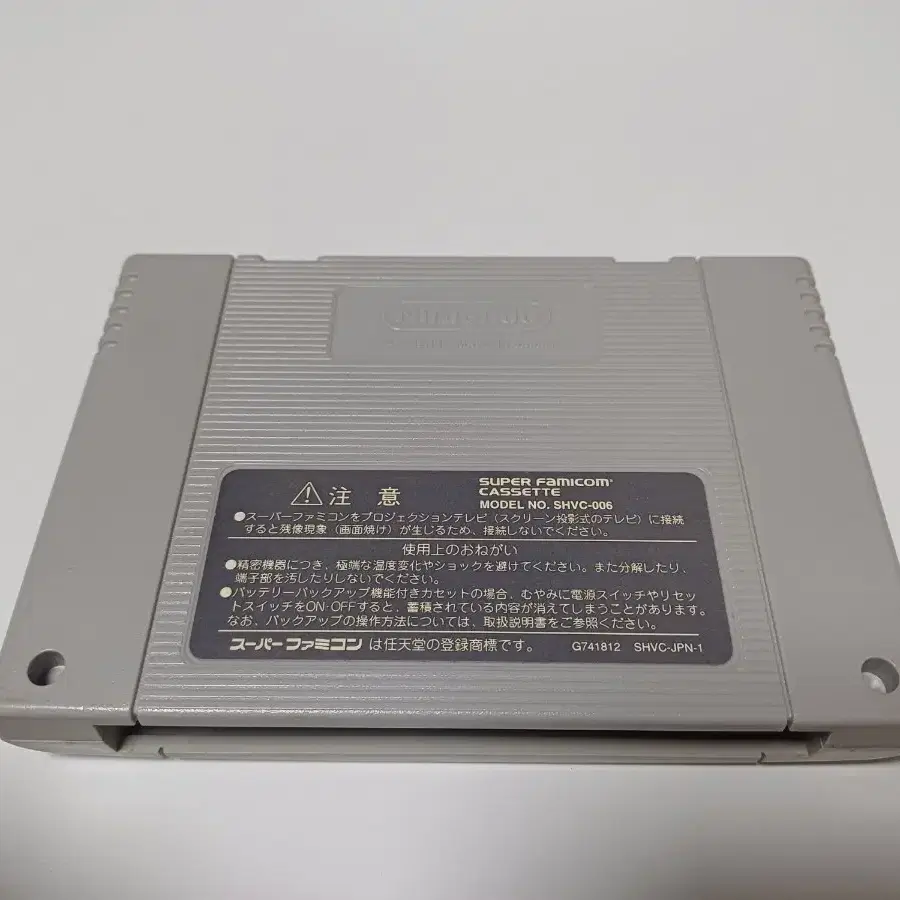 Nintendo
⚠注意
SUPER FAMICOM
CASSETTE
MODEL NO. SHVC-006
●スーパーファミコンをプロジェクションテレビ(スクリーン投影式のテレビ)に接続
すると残像現象(画面焼け)が生じるため、接続しないでください。
使用上のおねがい
●精密機器につき、極端な温度変化やショックを避けてください。また分解したり、
端子部を汚したりしないでください。
●バッテリーバックアップ機能付きカセットの場合、むやみに電源スイッチやリセッ
トスイッチをON・OFFすると、蓄積されている内容が消えてしまうことがあります。
なお、バックアップの操作方法については、取扱説明書をご参照ください。
スーパーファミコン は任天堂の登録商標です。
G741812 SHVC-JPN-1